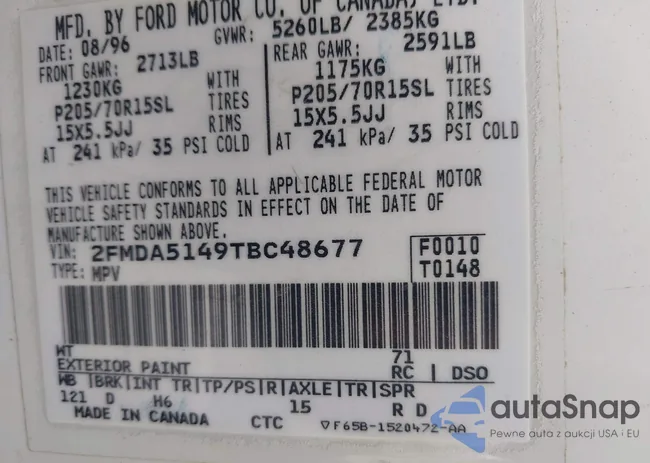 MFD. BY FORD MOTOR CO. OF CANADA, LTD.
DATE: 08/96 GVWR: 5260LB/ 2385KG
FRONT GAWR: 2713LB REAR GAWR: 2591LB
1230KG WITH 1175KG WITH
P205/70R15SL TIRES P205/70R15SL TIRES
15X5.5JJ RIMS 15X5.5JJ RIMS
AT 241 kPa/ 35 PSI COLD AT 241 kPa/ 35 PSI COLD
THIS VEHICLE CONFORMS TO ALL APPLICABLE FEDERAL MOTOR
VEHICLE SAFETY STANDARDS IN EFFECT ON THE DATE OF
MANUFACTURE SHOWN ABOVE.
VIN: 2FMDA5149TBC48677 F0010
TYPE: MPV T0148
WT 71
EXTERIOR PAINT RC DSO
WB BRK INT TR TP/PS R AXLE TR SPR
121 D H6 15 R D
MADE IN CANADA CTC ▽F65B-1520472-AA
autaSnap
Pewne auta z aukcji USA i EU